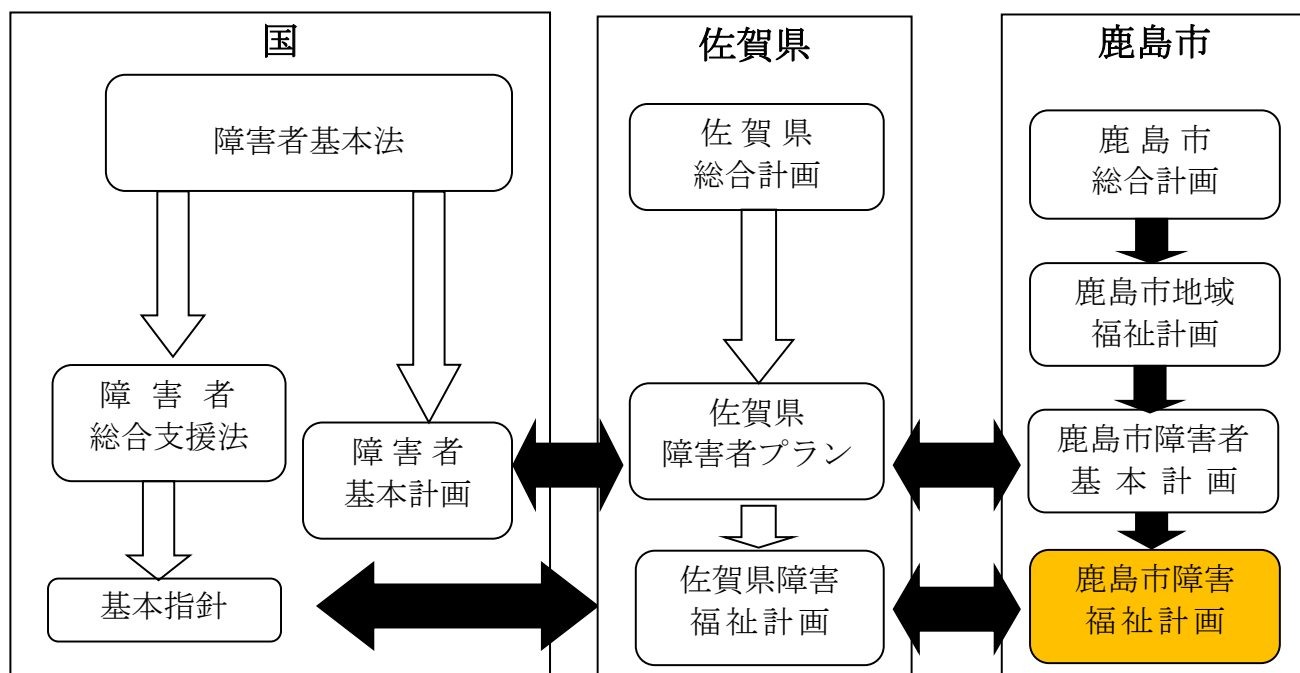 国
障害者基本法
障害者
総合支援法
障害者
基本計画
基本指針
佐賀県
佐賀県
総合計画
佐賀県
障害者プラン
佐賀県障害
福祉計画
鹿島市
鹿島市
総合計画
鹿島市地域
福祉計画
鹿島市障害者
基本計画
鹿島市障害
福祉計画